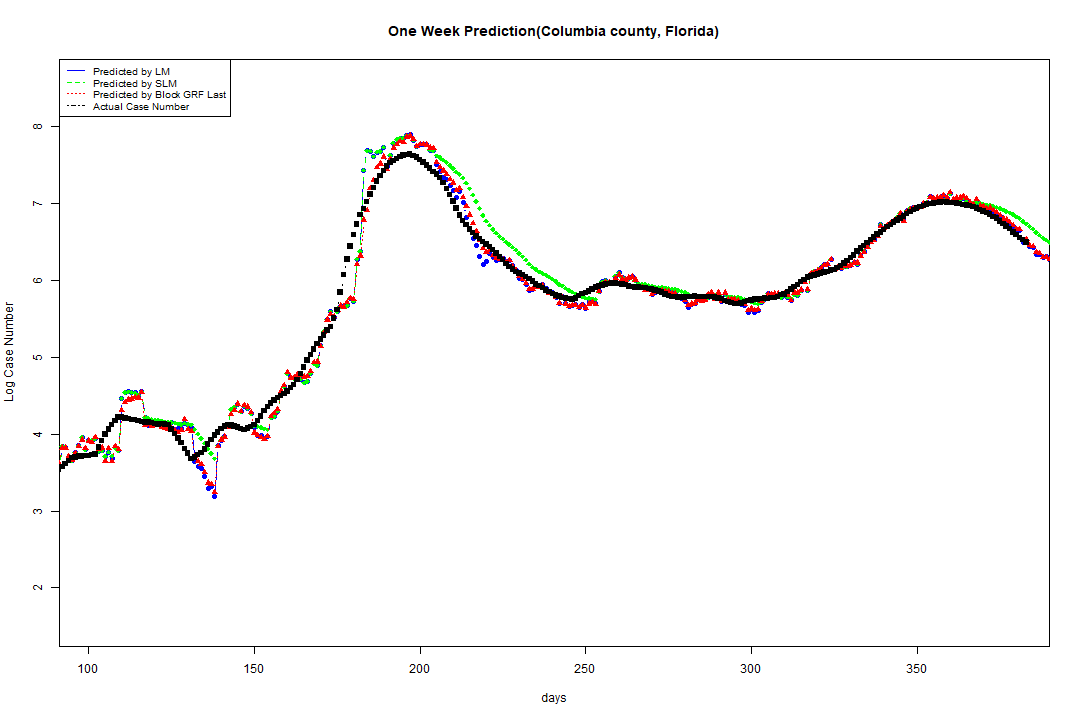 One Week Prediction(Columbia county, Florida)
Predicted by LM
Predicted by SLM
Predicted by Block GRF Last
Actual Case Number
8
7
6
5
4
3
2
Log Case Number
100 150 200 250 300 350
days